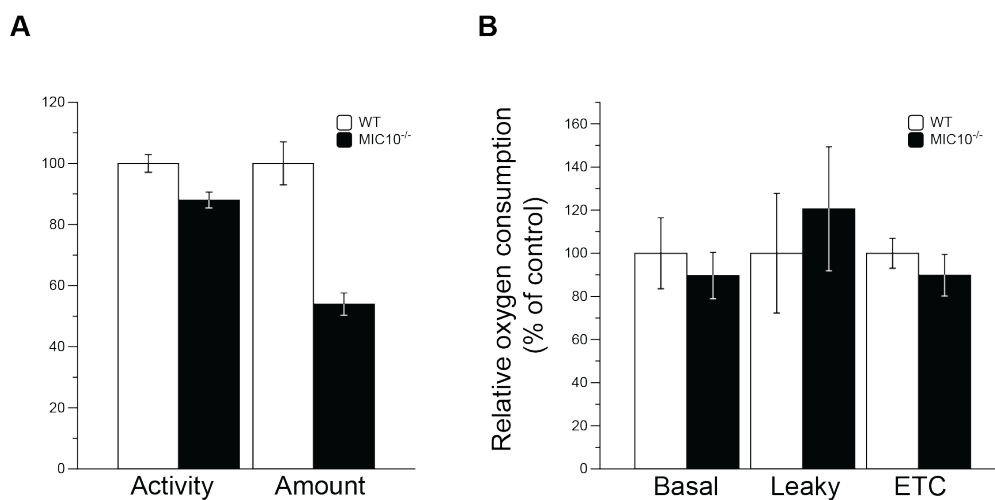 A
120
100
80
60
40
20
0
WT
MIC10-/-
Activity
Amount
B
Relative oxygen consumption
(% of control)
160
140
120
100
80
60
40
20
0
WT
MIC10-/-
Basal
Leaky
ETC